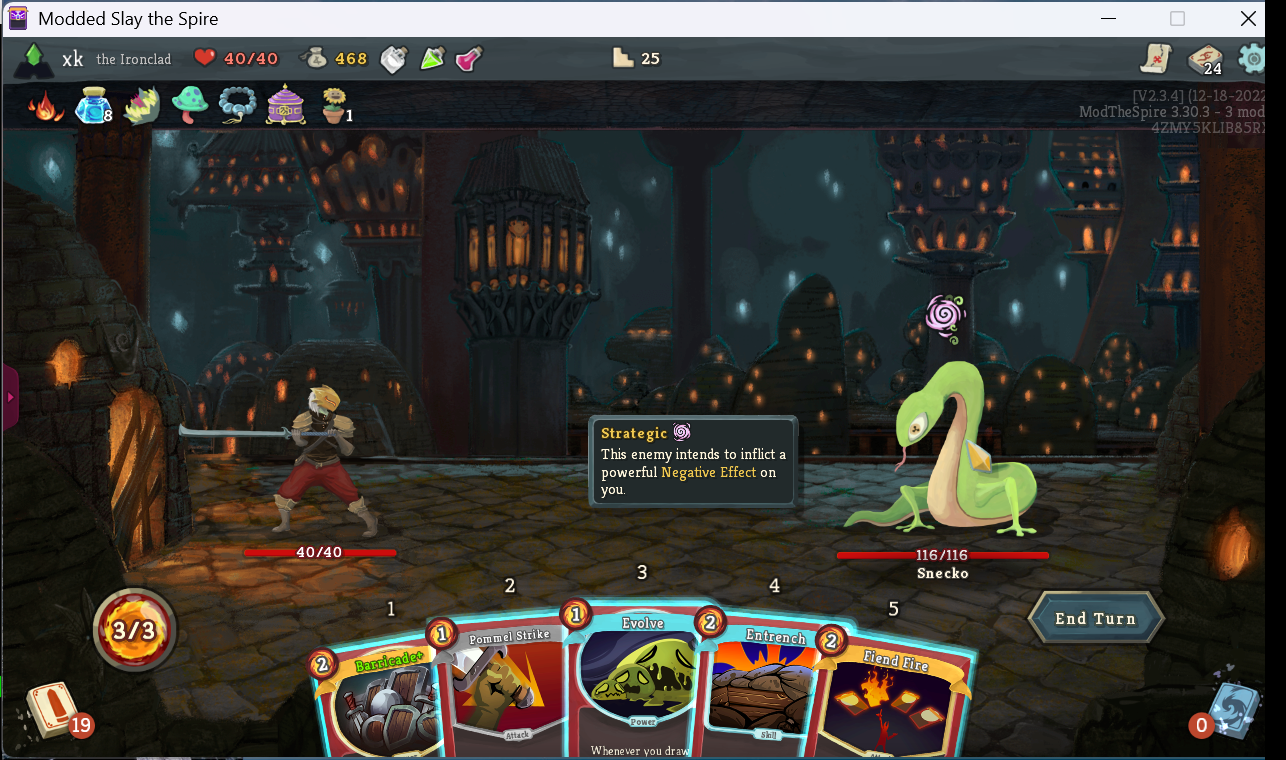 Modded Slay the Spire
xk the Ironclad 40/40 468 25 24
8 1
[V2.3.4] (12-18-2022
ModTheSpire 3.30.3 - 3 mod
Strategic
This enemy intends to inflict a
powerful Negative Effect on
you.
40/40
116/116
Snecko
1 2 3 4 5
3/3
End Turn
2 Barricade+
1 Pommel Strike
1 Evolve
2 Entrench
2 Fiend Fire
Attack
Power
Skill
Whenever you draw
19
0